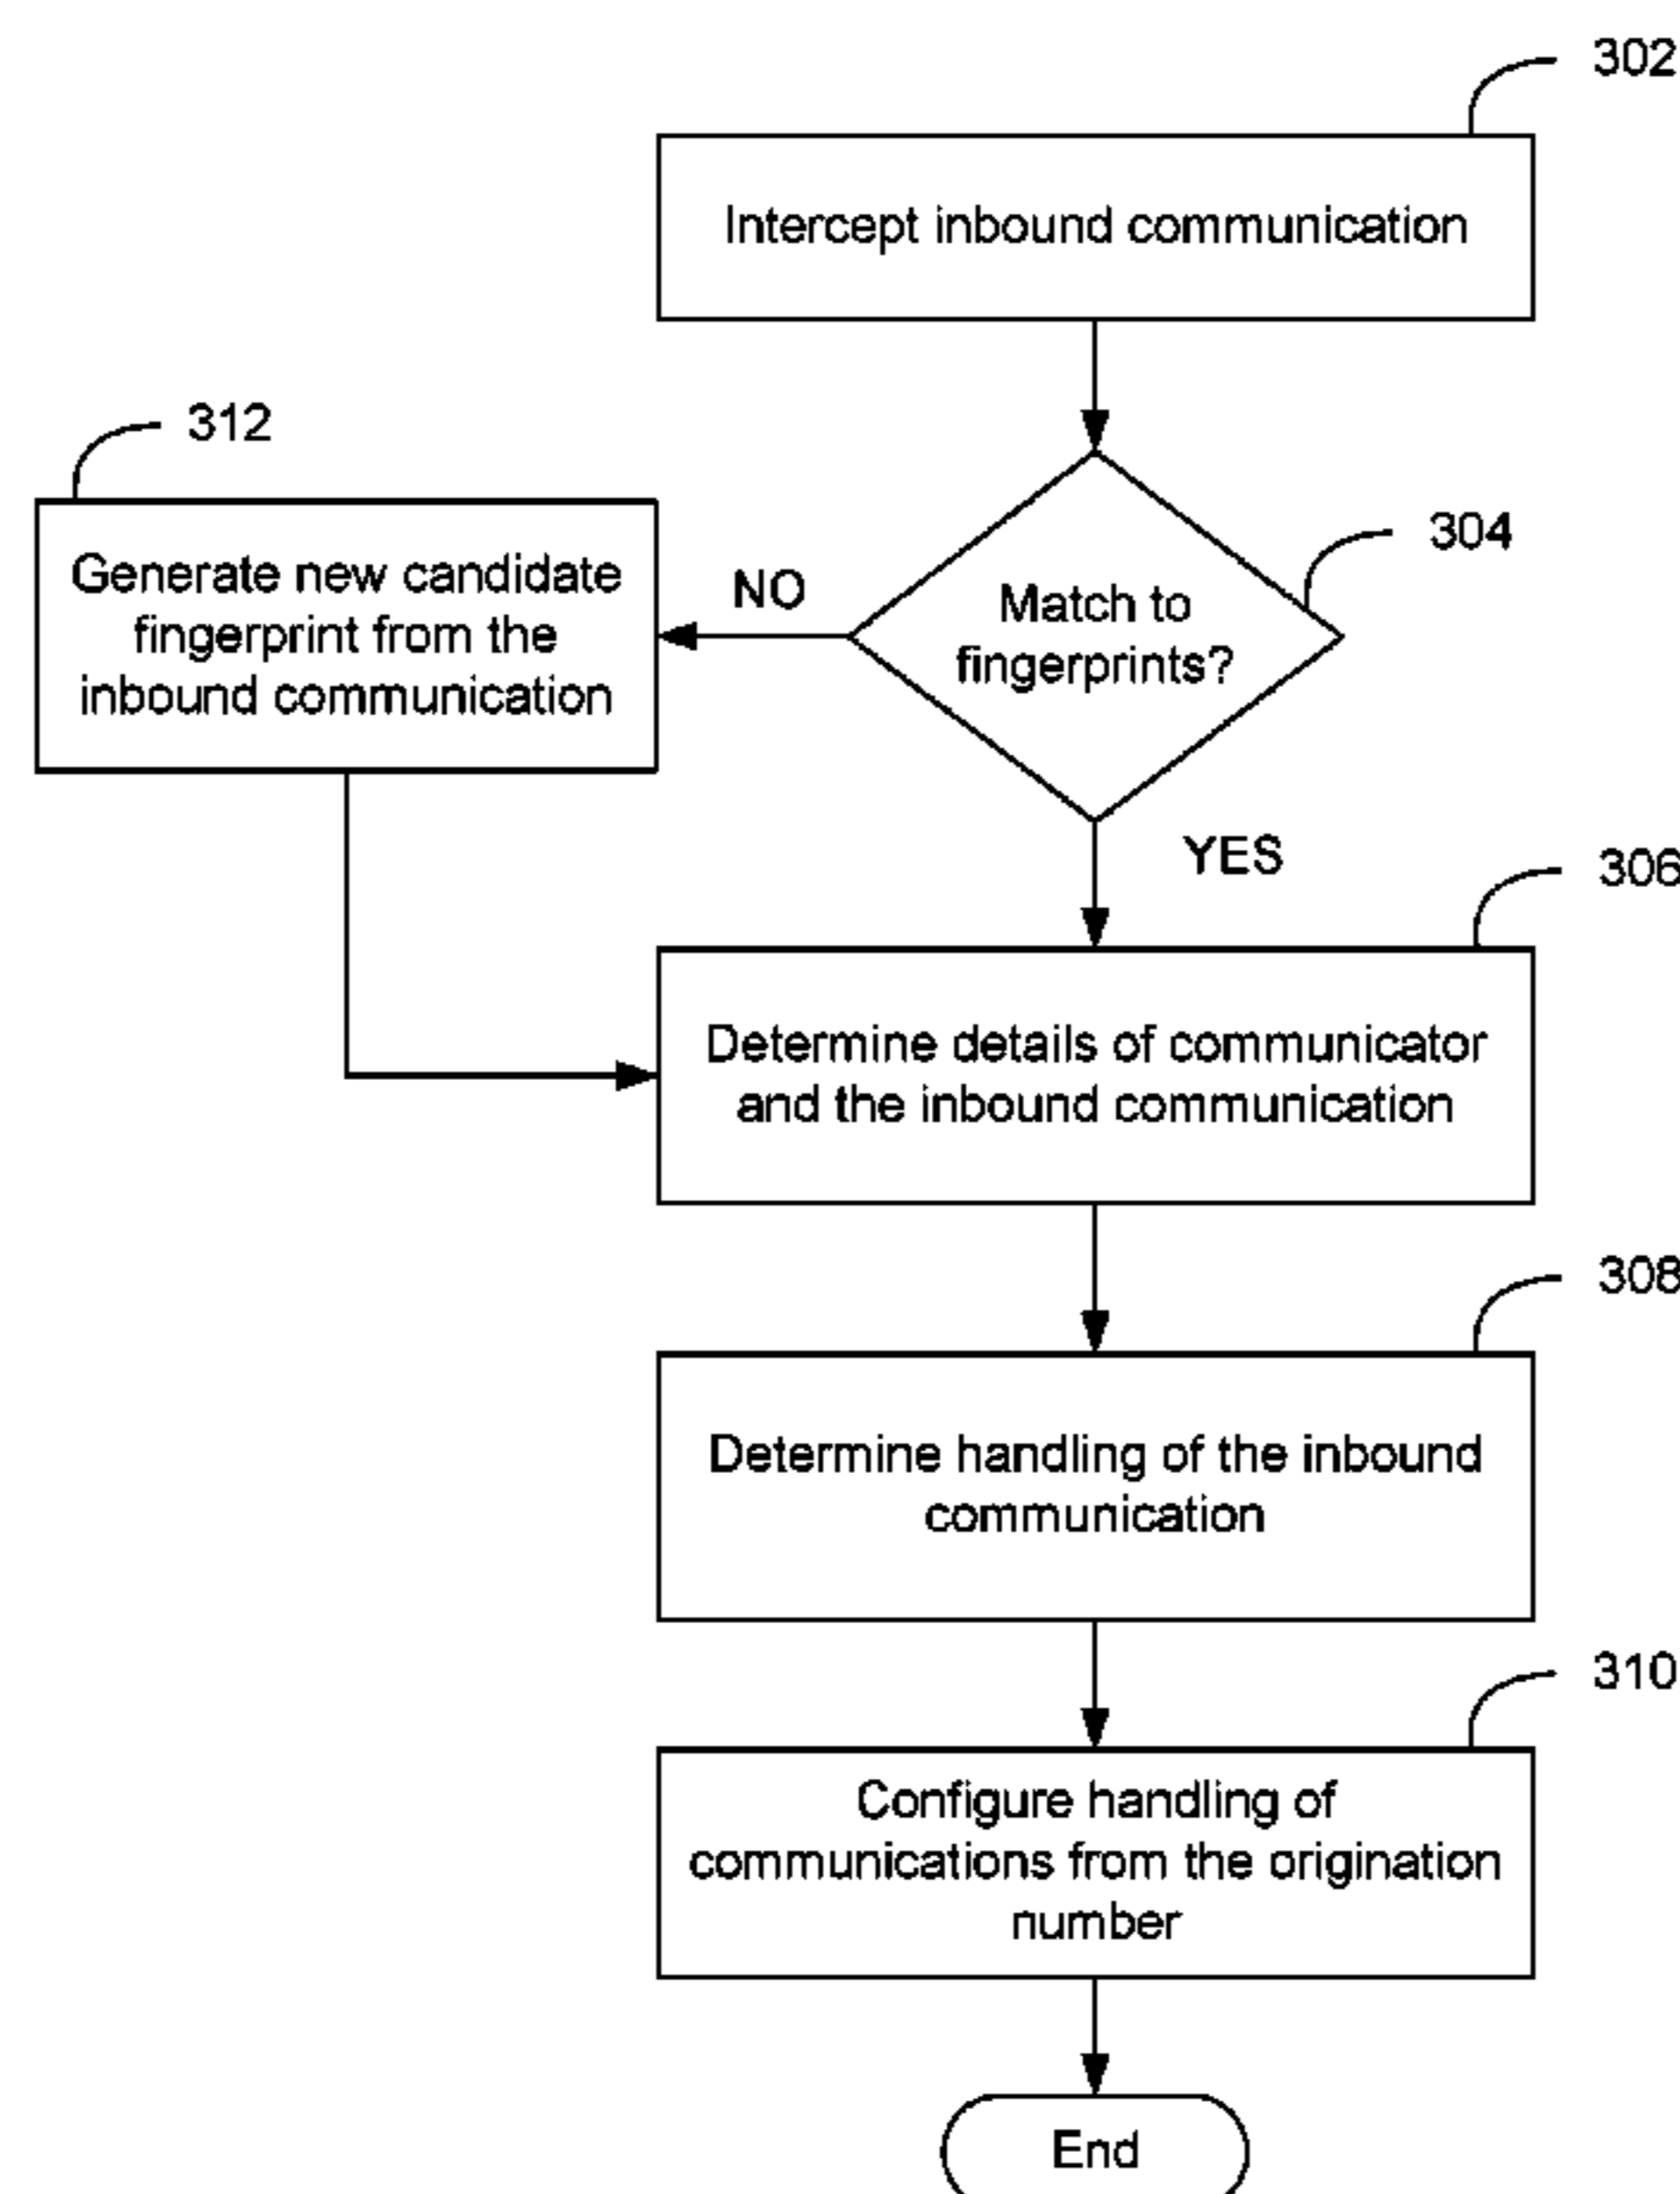 302
Intercept inbound communication
312
304
Generate new candidate
fingerprint from the
inbound communication
NO
Match to
fingerprints?
YES
306
Determine details of communicator
and the inbound communication
308
Determine handling of the inbound
communication
310
Configure handling of
communications from the origination
number
End